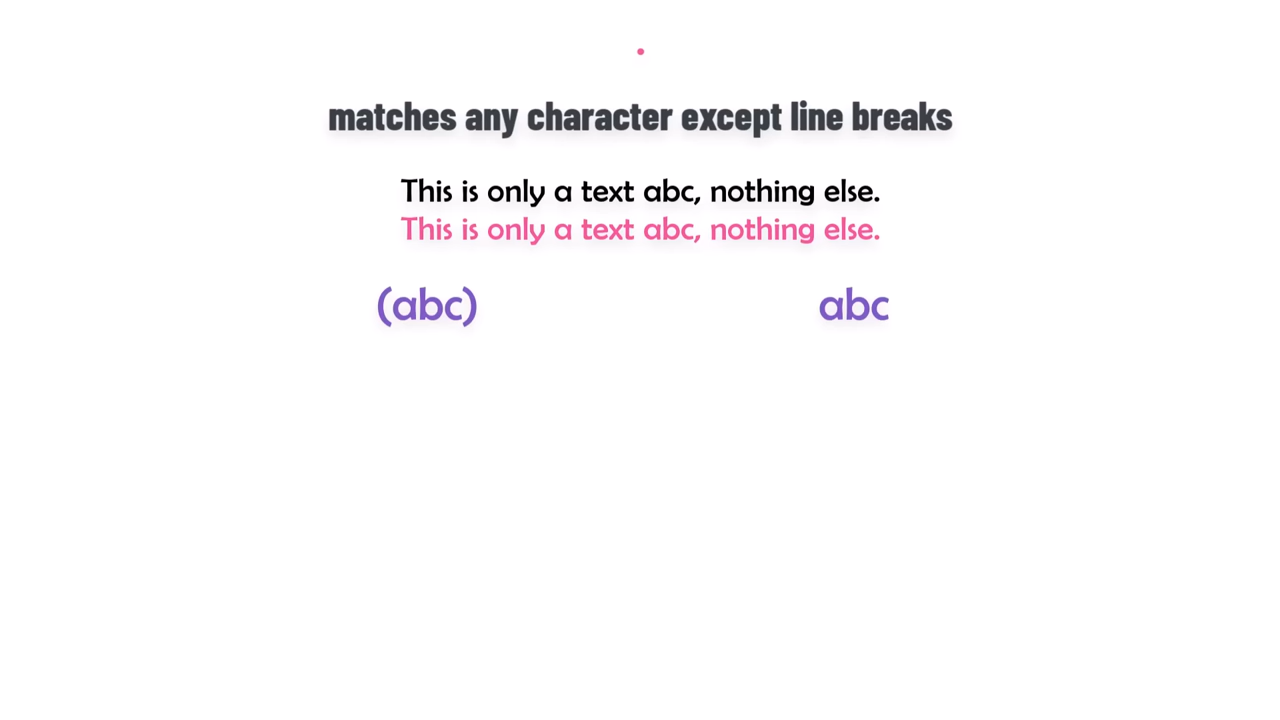 .
matches any character except line breaks
This is only a text abc, nothing else.
This is only a text abc, nothing else.
(abc) abc